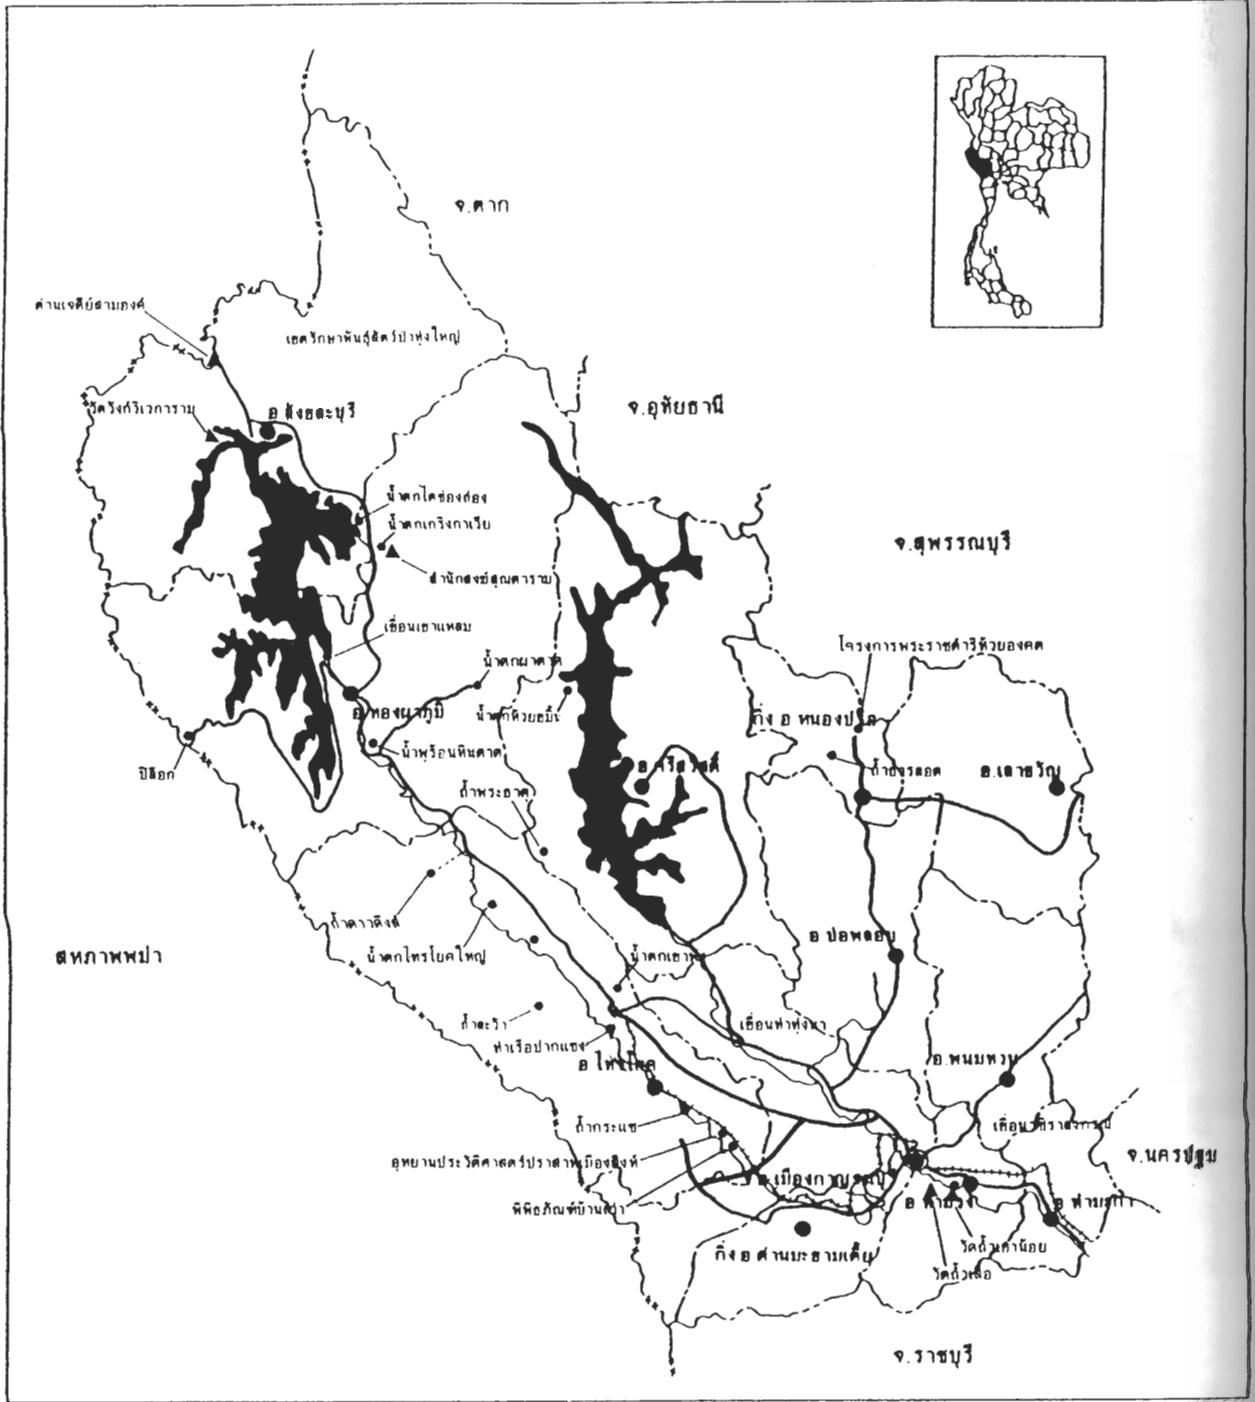 จ.ตาก
ด่านเจดีย์สามองค์
เขตรักษาพันธุ์สัตว์ป่าทุ่งใหญ่
วัดวังก์วิเวการาม
อ สังขละบุรี
จ.อุทัยธานี
น้ำตกไดช่องถ่อง
น้ำตกเกริงกาเวีย
จ.สุพรรณบุรี
สำนักสงฆ์สุณตาราม
เขื่อนเขาแหลม
โครงการพระราชดำริห้วยองคต
น้ำตกผาตาด
อ.ทองผาภูมิ
น้ำตกห้วยขมิ้น
กิ่ง อ หนองปรือ
น้ำพุร้อนหินดาด
ปิล็อก
อ ศรีสวัสดิ์
ถ้ำธารลอด
อ.เลาขวัญ
ถ้ำพระธาตุ
ถ้ำดาวดึงส์
อ บ่อพลอย
สหภาพพม่า
น้ำตกไทรโยคใหญ่
น้ำตกเขาพัง
ถ้ำละว้า
เขื่อนท่าทุ่งนา
ท่าเรือปากแซง
อ ไทรโยค
อ.พนมทวน
ถ้ำกระแซ
เขื่อนวชิราลงกรณ์
จ.นครปฐม
อุทยานประวัติศาสตร์ปราสาทเมืองสิงห์
อ.เมืองกาญจนบุรี
พิพิธภัณฑ์บ้านเก่า
อ ท่าม่วง
อ ท่ามะกา
กิ่ง อ ด่านมะขามเตี้ย
วัดถ้ำเขาน้อย
วัดถ้ำเสือ
จ.ราชบุรี